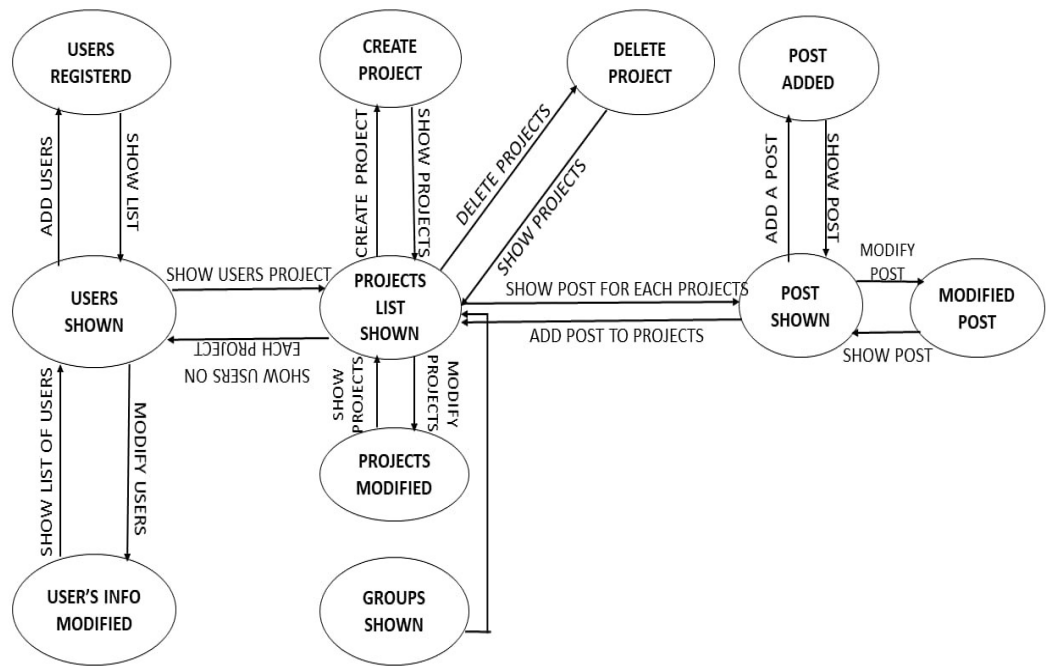 USERS
REGISTERD
CREATE
PROJECT
DELETE
PROJECT
POST
ADDED
ADD USERS
SHOW LIST
CREATE PROJECT
SHOW PROJECTS
DELETE PROJECTS
SHOW PROJECTS
ADD A POST
SHOW POST
MODIFY
POST
SHOW USERS PROJECT
USERS
SHOWN
PROJECTS
LIST
SHOWN
SHOW POST FOR EACH PROJECTS
ADD POST TO PROJECTS
POST
SHOWN
MODIFIED
POST
SHOW POST
SHOW USERS ON
EACH PROJECT
SHOW
PROJECTS
MODIFY
PROJECTS
SHOW LIST OF USERS
MODIFY USERS
PROJECTS
MODIFIED
USER'S INFO
MODIFIED
GROUPS
SHOWN